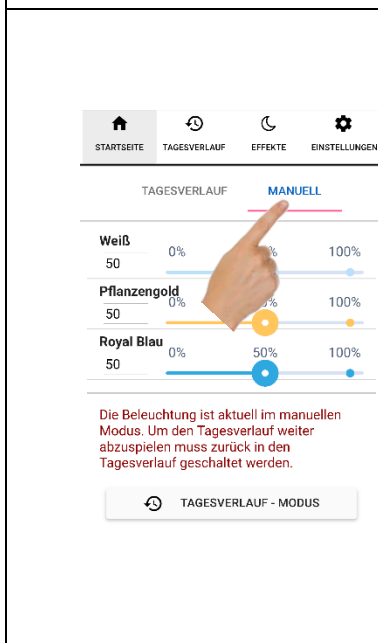 STARTSEITE TAGESVERLAUF EFFEKTE EINSTELLUNGEN
TAGESVERLAUF MANUELL
Weiß
50 0% 100%
Pflanzengold
50 0% 100%
Royal Blau
50 0% 50% 100%
Die Beleuchtung ist aktuell im manuellen
Modus. Um den Tagesverlauf weiter
abzuspielen muss zurück in den
Tagesverlauf geschaltet werden.
TAGESVERLAUF - MODUS